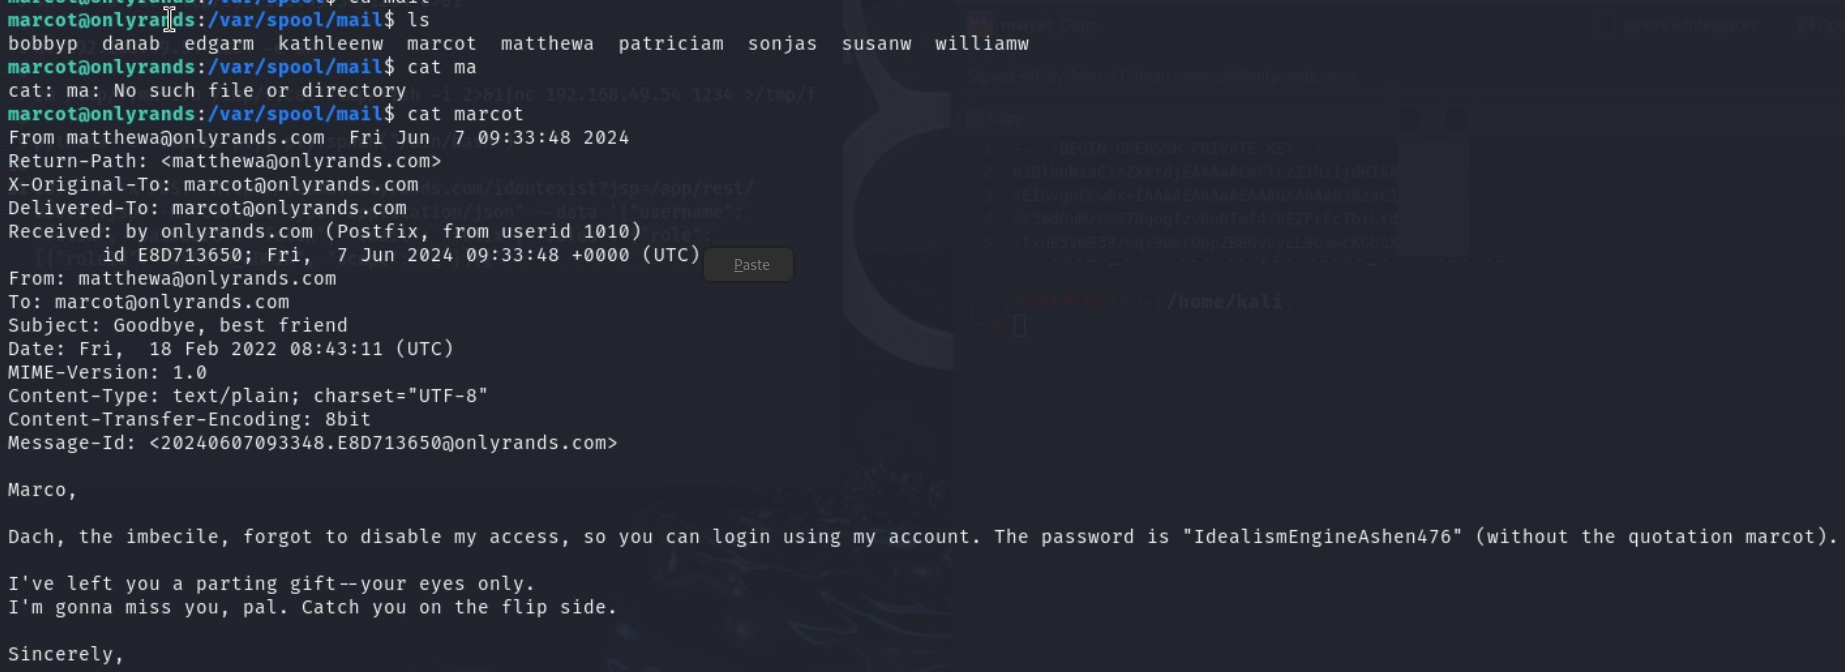 marcot@onlyrands:/var/spool/mail$ ls
bobbyp danab edgarm kathleenw marcot matthewa patriciam sonjas susanw williamw
marcot@onlyrands:/var/spool/mail$ cat ma
cat: ma: No such file or directory
marcot@onlyrands:/var/spool/mail$ cat marcot
From matthewa@onlyrands.com  Fri Jun  7 09:33:48 2024
Return-Path: <matthewa@onlyrands.com>
X-Original-To: marcot@onlyrands.com
Delivered-To: marcot@onlyrands.com
Received: by onlyrands.com (Postfix, from userid 1010)
        id E8D713650; Fri,  7 Jun 2024 09:33:48 +0000 (UTC)
Paste
From: matthewa@onlyrands.com
To: marcot@onlyrands.com
/home/kali
Subject: Goodbye, best friend
Date: Fri,  18 Feb 2022 08:43:11 (UTC)
MIME-Version: 1.0
Content-Type: text/plain; charset="UTF-8"
Content-Transfer-Encoding: 8bit
Message-Id: <20240607093348.E8D713650@onlyrands.com>
Marco,
Dach, the imbecile, forgot to disable my access, so you can login using my account. The password is "IdealismEngineAshen476" (without the quotation marcot).
I've left you a parting gift--your eyes only.
I'm gonna miss you, pal. Catch you on the flip side.
Sincerely,